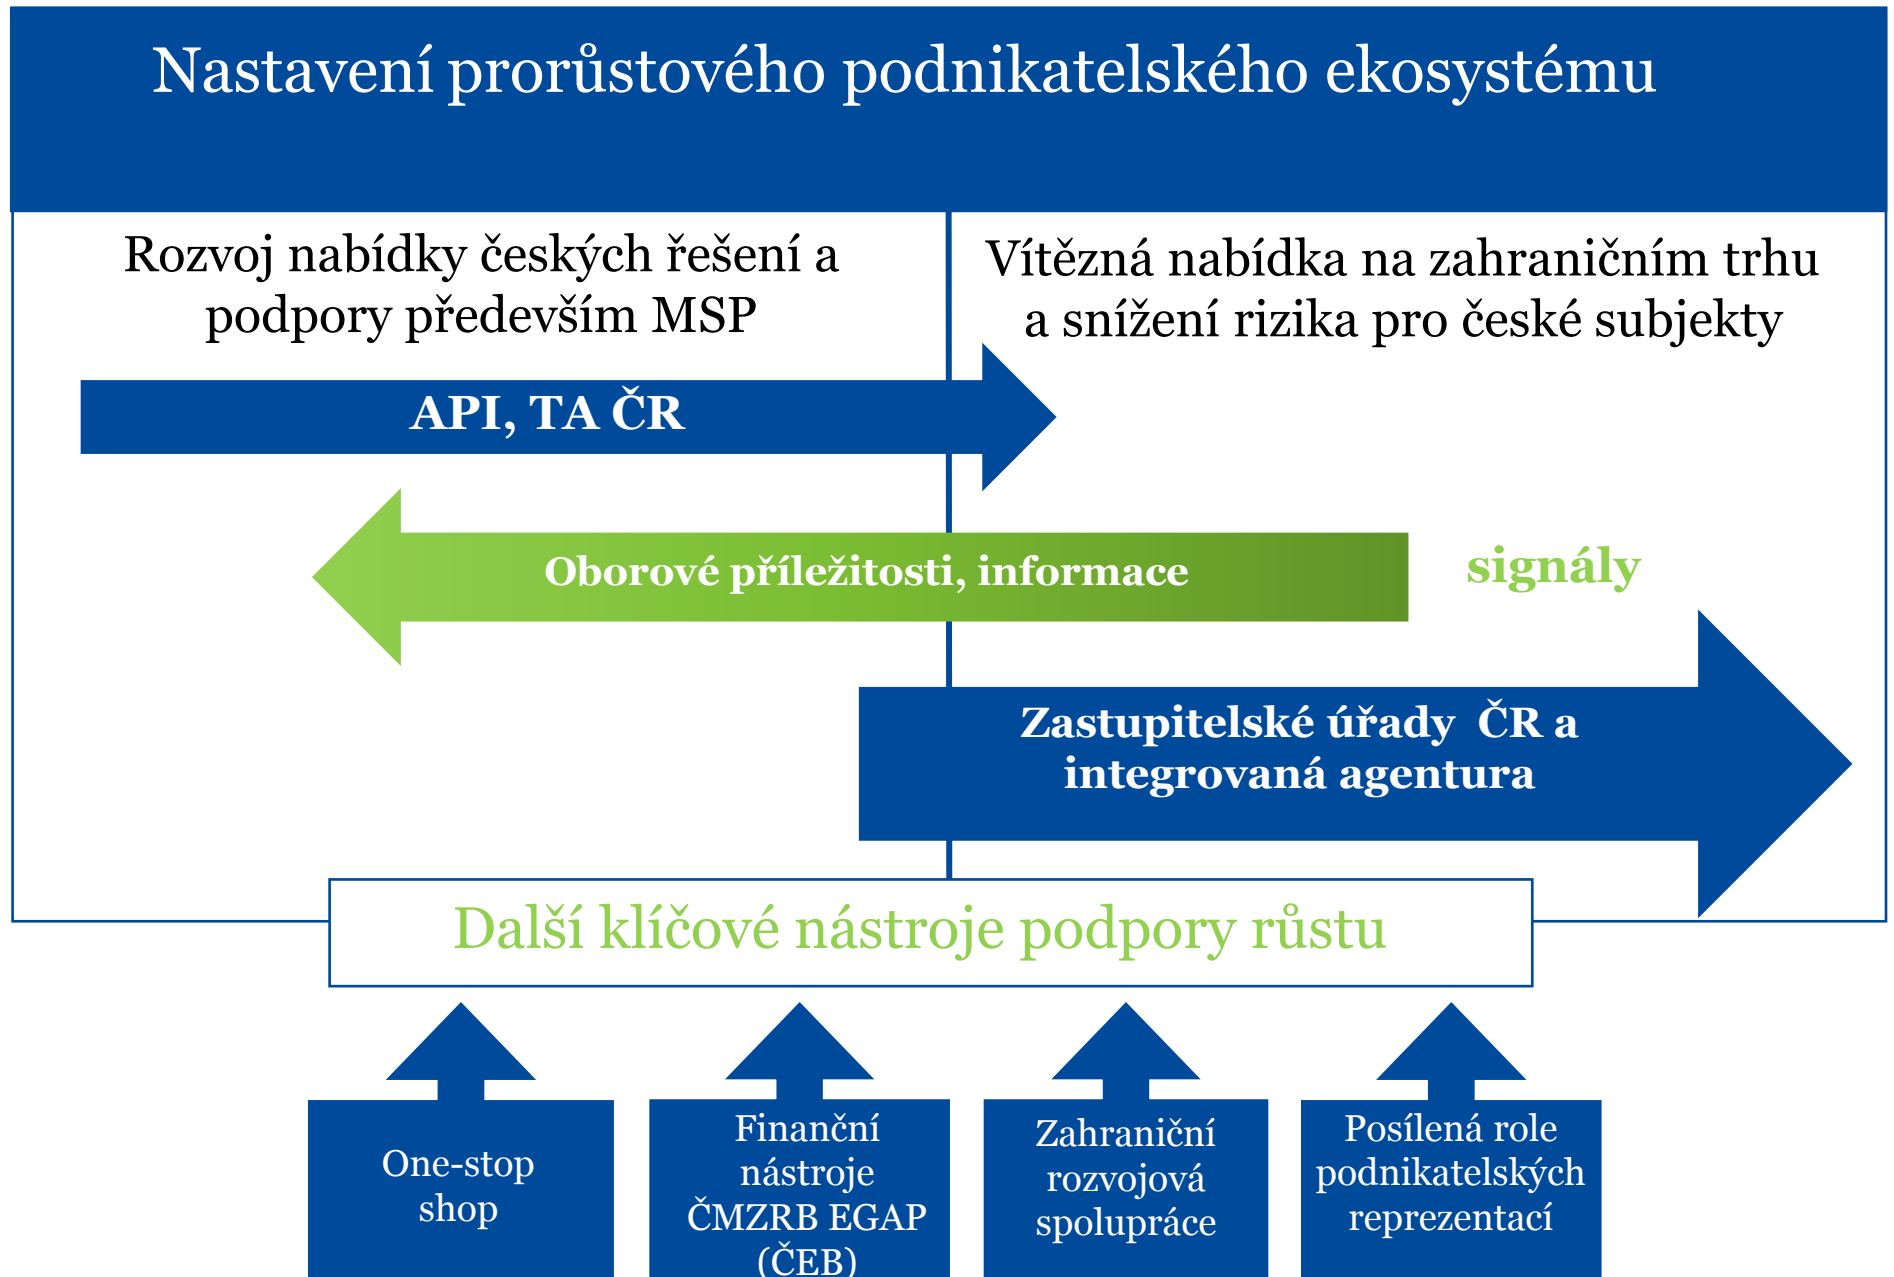 Nastavení prorůstového podnikatelského ekosystému
Rozvoj nabídky českých řešení a
podpory především MSP
Vítězná nabídka na zahraničním trhu
a snížení rizika pro české subjekty
API, TA ČR
Oborové příležitosti, informace
signály
Zastupitelské úřady ČR a
integrovaná agentura
Další klíčové nástroje podpory růstu
One-stop
shop
Finanční
nástroje
ČMZRB EGAP
(ČEB)
Zahraniční
rozvojová
spolupráce
Posílená role
podnikatelských
reprezentací